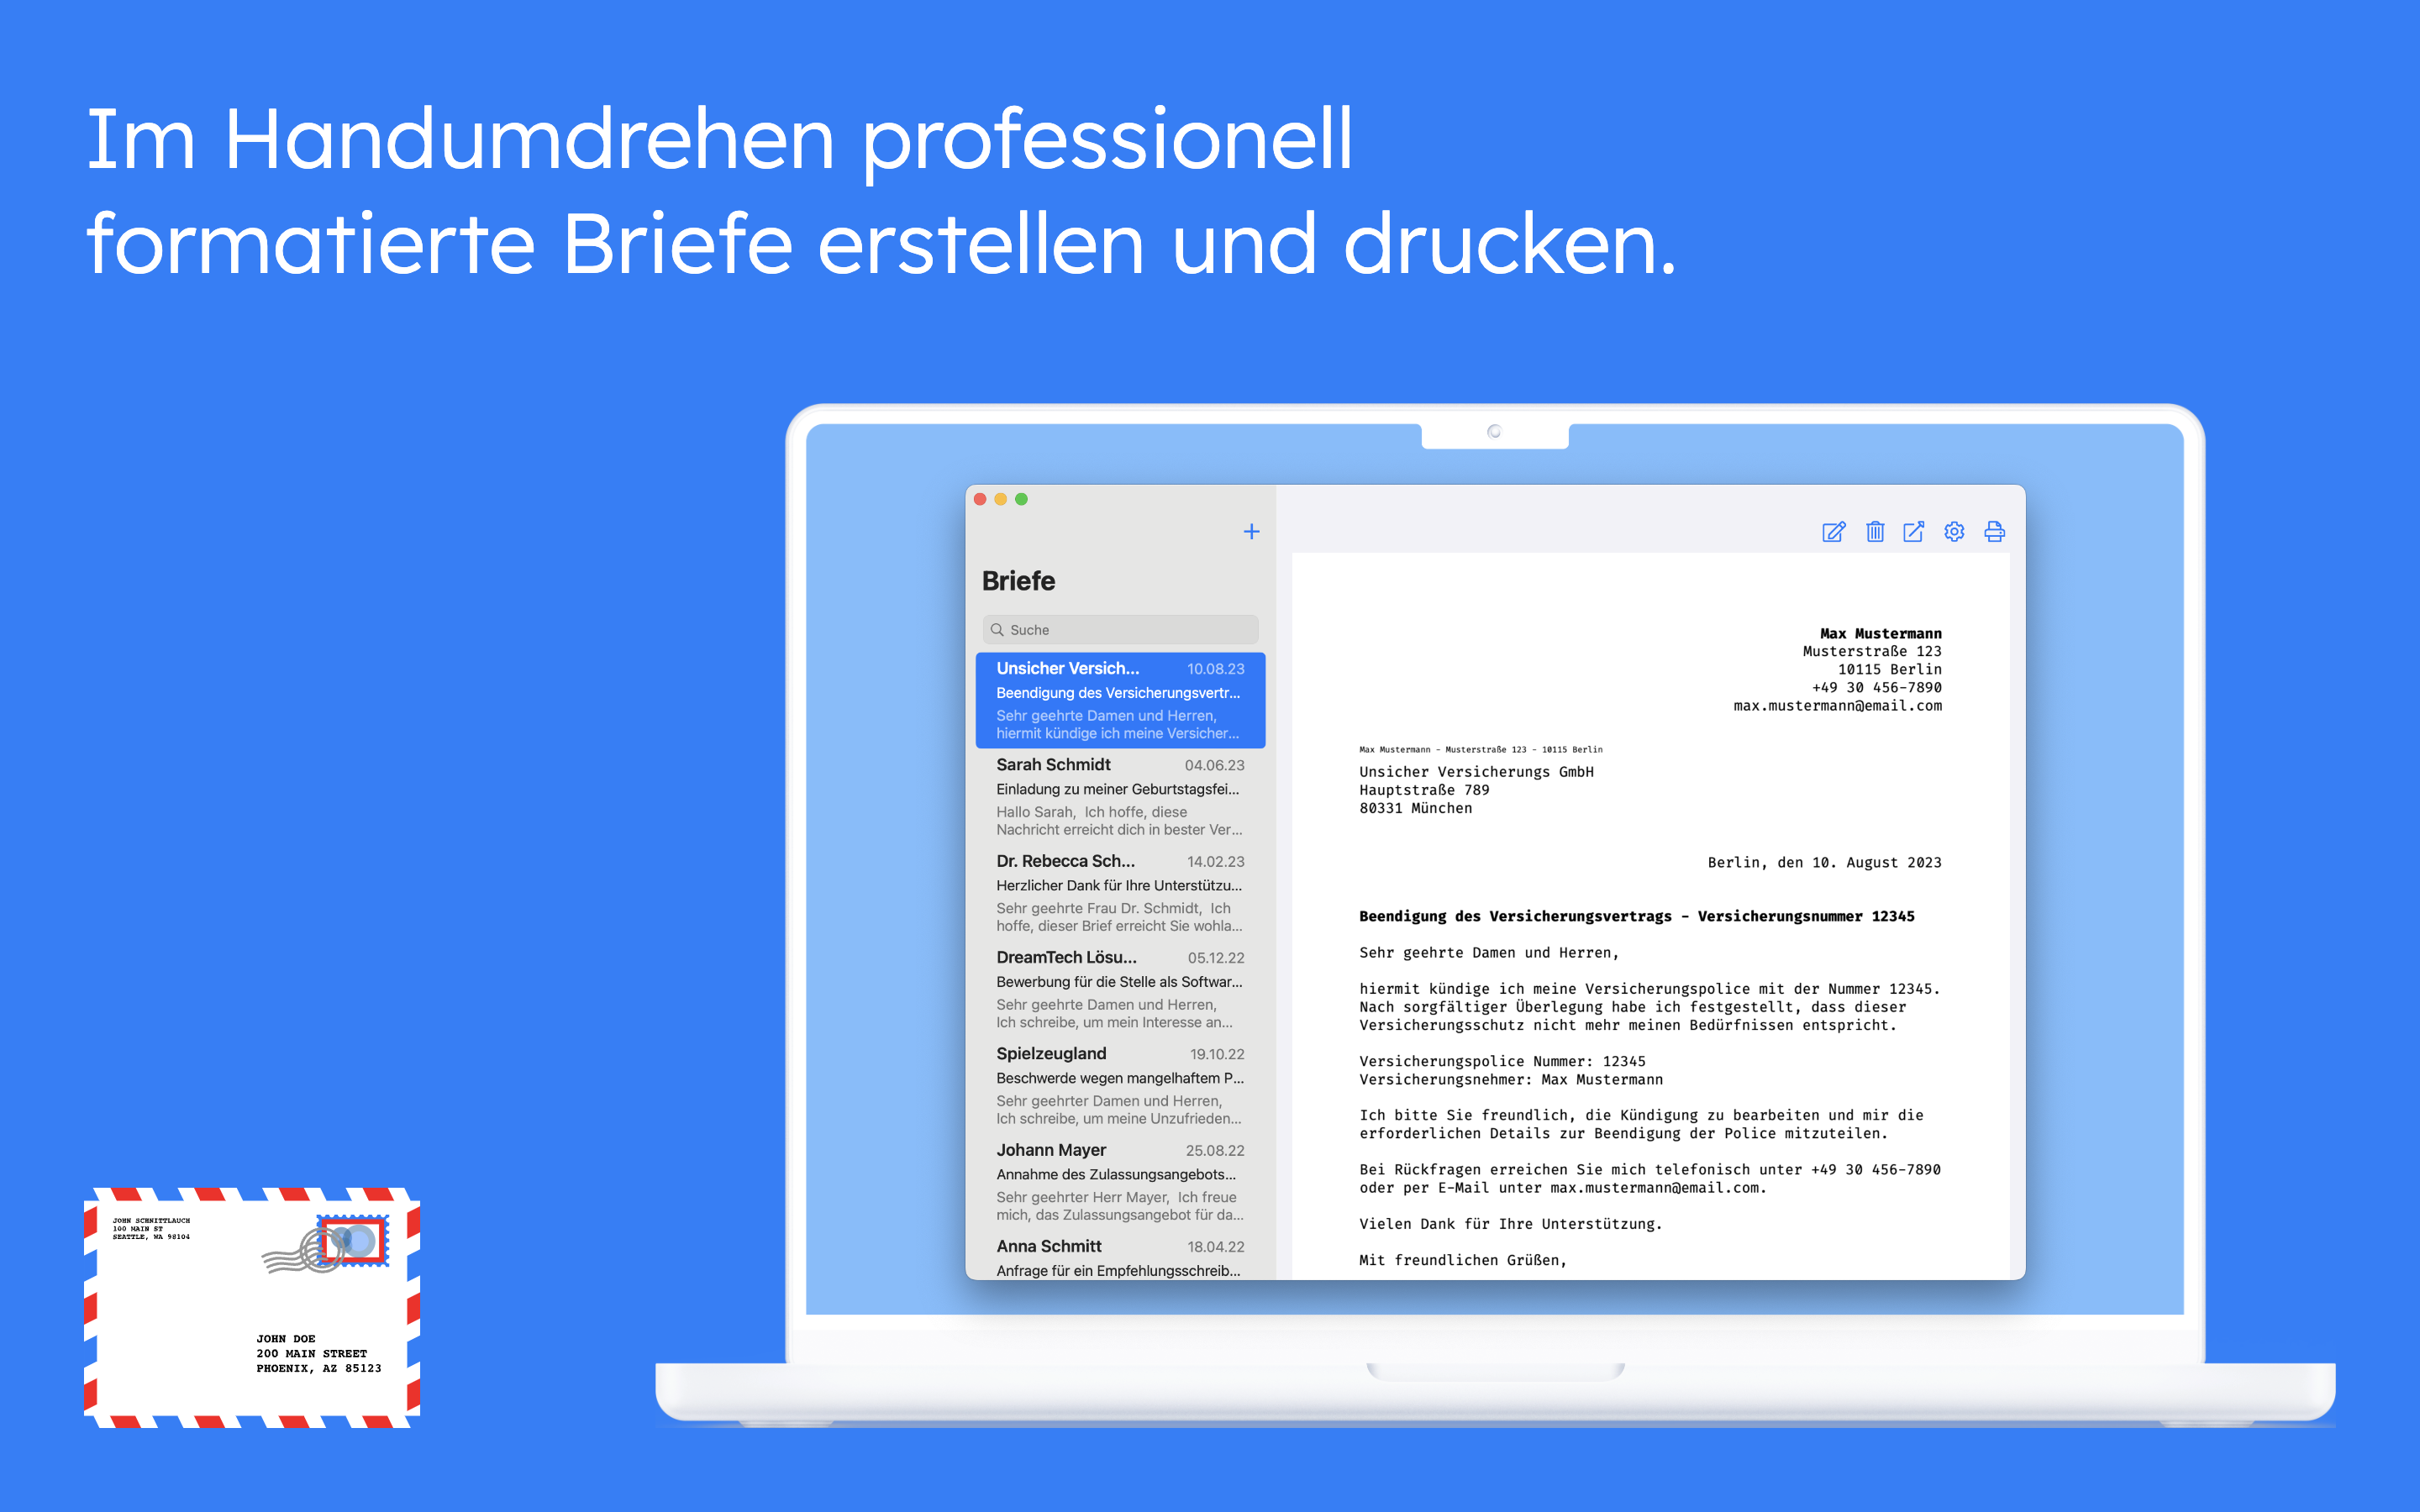 Im Handumdrehen professionell
formatierte Briefe erstellen und drucken.
Briefe
Suche
Unsicher Versich... 10.08.23
Beendigung des Versicherungsvertr...
Sehr geehrte Damen und Herren,
hiermit kündige ich meine Versicher...
Sarah Schmidt 04.06.23
Einladung zu meiner Geburtstagsfei...
Hallo Sarah, Ich hoffe, diese
Nachricht erreicht dich in bester Ver...
Dr. Rebecca Sch... 14.02.23
Herzlicher Dank für Ihre Unterstützu...
Sehr geehrte Frau Dr. Schmidt, Ich
hoffe, dieser Brief erreicht Sie wohla...
DreamTech Lösu... 05.12.22
Bewerbung für die Stelle als Softwar...
Sehr geehrte Damen und Herren,
Ich schreibe, um mein Interesse an...
Spielzeugland 19.10.22
Beschwerde wegen mangelhaftem P...
Sehr geehrter Damen und Herren,
Ich schreibe, um meine Unzufrieden...
Johann Mayer 25.08.22
Annahme des Zulassungsangebots...
Sehr geehrter Herr Mayer, Ich freue
mich, das Zulassungsangebot für da...
Anna Schmitt 18.04.22
Anfrage für ein Empfehlungsschreib...
Max Mustermann
Musterstraße 123
10115 Berlin
+49 30 456-7890
max.mustermann@email.com
Max Mustermann - Musterstraße 123 - 10115 Berlin
Unsicher Versicherungs GmbH
Hauptstraße 789
80331 München
Berlin, den 10. August 2023
Beendigung des Versicherungsvertrags - Versicherungsnummer 12345
Sehr geehrte Damen und Herren,
hiermit kündige ich meine Versicherungspolice mit der Nummer 12345.
Nach sorgfältiger Überlegung habe ich festgestellt, dass dieser
Versicherungsschutz nicht mehr meinen Bedürfnissen entspricht.
Versicherungspolice Nummer: 12345
Versicherungsnehmer: Max Mustermann
Ich bitte Sie freundlich, die Kündigung zu bearbeiten und mir die
erforderlichen Details zur Beendigung der Police mitzuteilen.
Bei Rückfragen erreichen Sie mich telefonisch unter +49 30 456-7890
oder per E-Mail unter max.mustermann@email.com.
Vielen Dank für Ihre Unterstützung.
Mit freundlichen Grüßen,
JOHN SCHNITTLAUCH
100 MAIN ST
SEATTLE, WA 98104
JOHN DOE
200 MAIN STREET
PHOENIX, AZ 85123